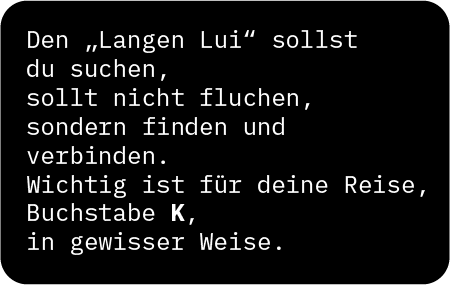 Den „Langen Lui“ sollst
du suchen,
sollt nicht fluchen,
sondern finden und
verbinden.
Wichtig ist für deine Reise,
Buchstabe K,
in gewisser Weise.